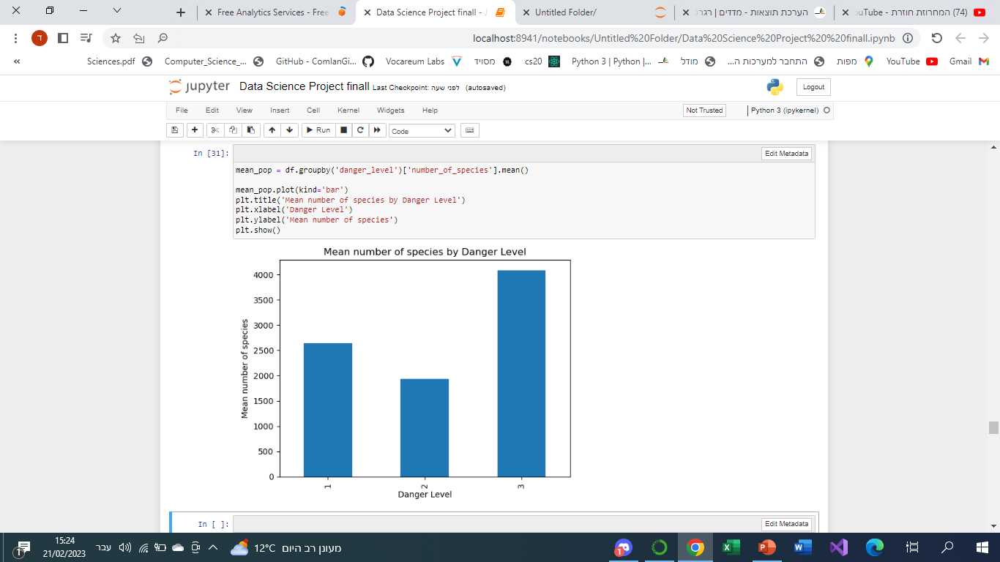 Free Analytics Services - Free
Data Science Project finall - J
Untitled Folder/
הערכת תוצאות - מדדים | רגר
(74) המחרוזת חוזרת - YouTube
localhost:8941/notebooks/Untitled%20Folder/Data%20Science%20Project%20%20finall.ipynb
ד
« Sciences.pdf Computer_Science_... GitHub - ComlanGi... Vocareum Labs מסויד cs20 Python 3 | Python |... מודל התחבר למערכות ה... מפות YouTube Gmail
jupyter Data Science Project finall Last Checkpoint: לפני שעה (autosaved) Logout
File Edit View Insert Cell Kernel Widgets Help Not Trusted Python 3 (ipykernel)
Run Code
In [31]: Edit Metadata
mean_pop = df.groupby('danger_level')['number_of_species'].mean()
mean_pop.plot(kind='bar')
plt.title('Mean number of species by Danger Level')
plt.xlabel('Danger Level')
plt.ylabel('Mean number of species')
plt.show()
Mean number of species by Danger Level
Mean number of species
4000
3500
3000
2500
2000
1500
1000
500
0
1 2 3
Danger Level
In [ ]: Edit Metadata
1
15:24
21/02/2023
עבר
12°C מעונן רב היום
1